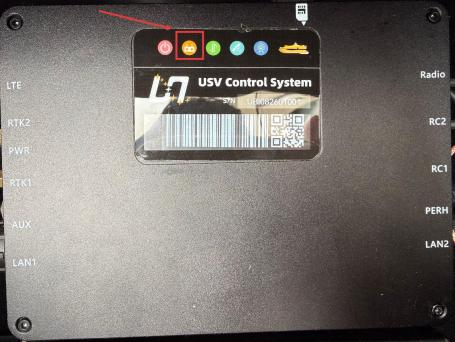 USV Control System
S/N
LTE
RTK2
PWR
RTK1
AUX
LAN1
Radio
RC2
RC1
PERH
LAN2